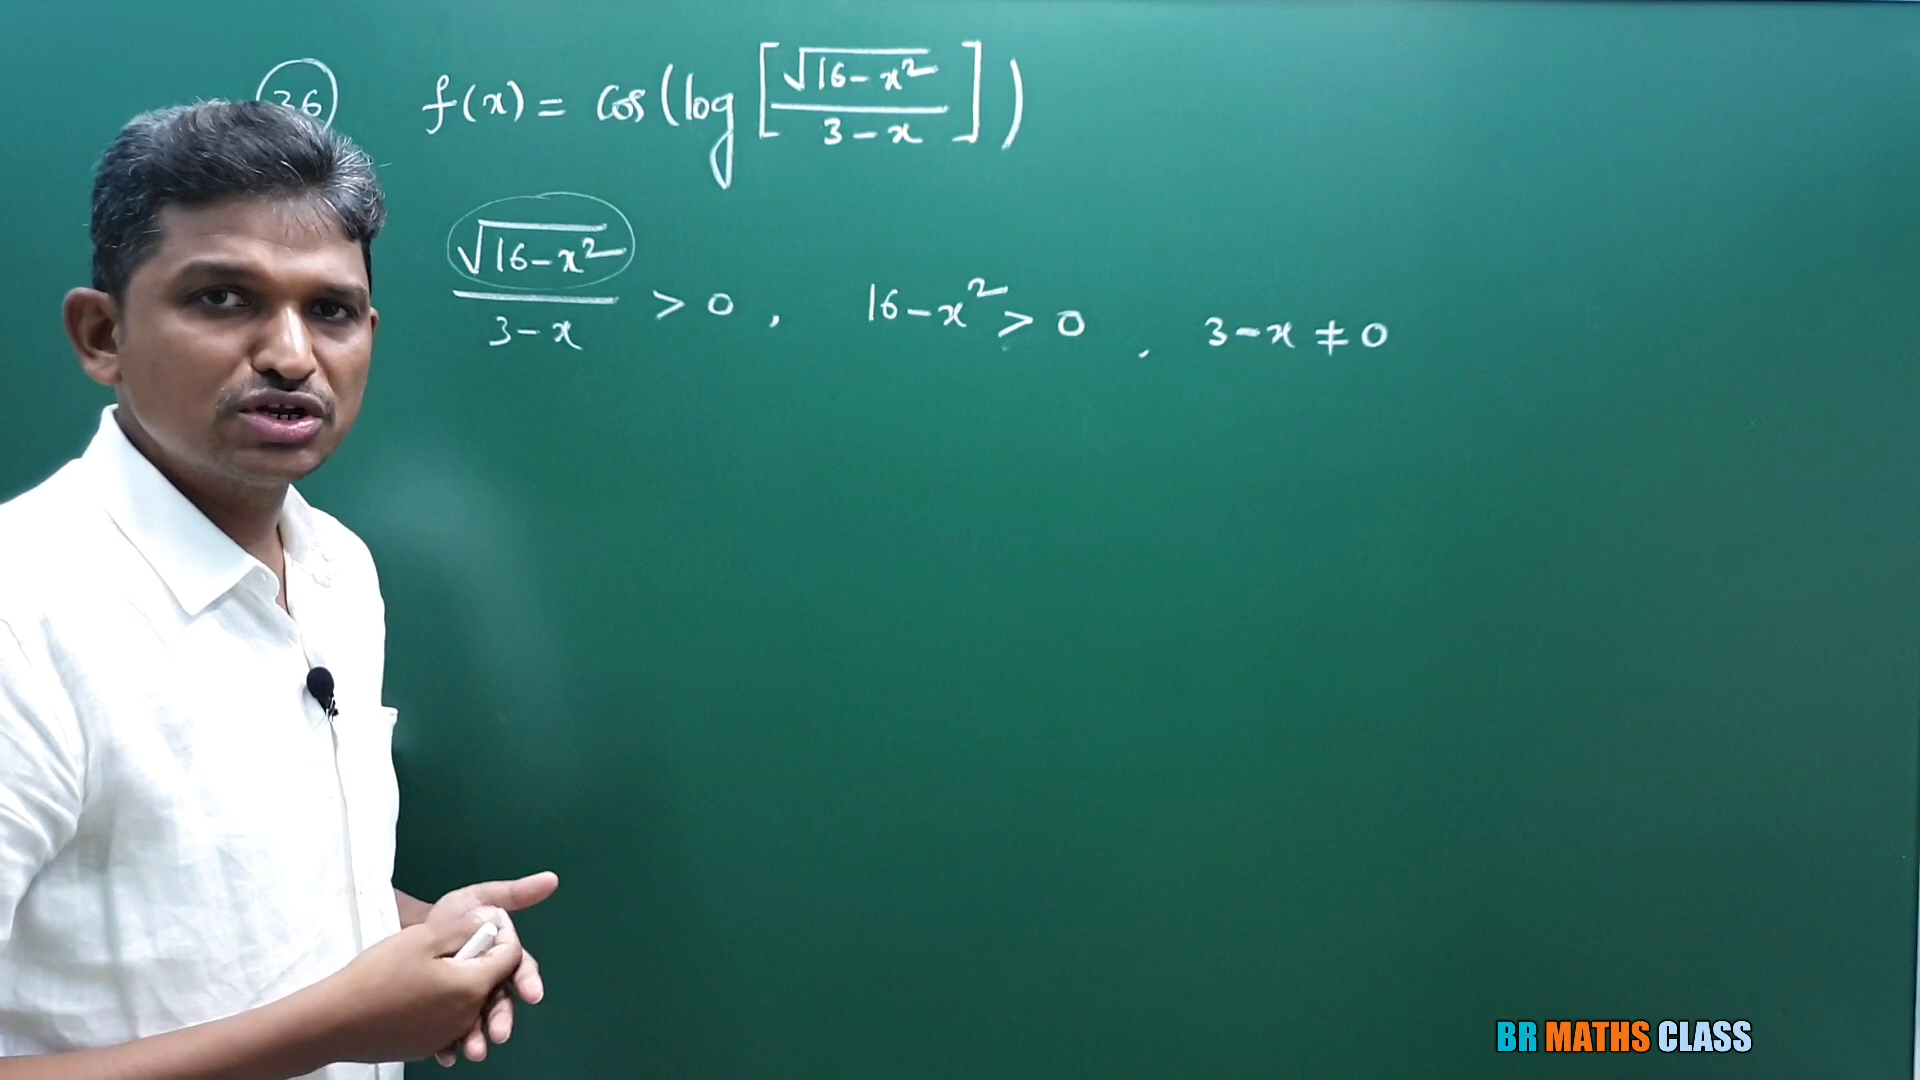 36 f(x) = cos(log[√(16-x²)/(3-x)])
√(16-x²)/(3-x) > 0 , 16-x² > 0 , 3-x ≠ 0
BR MATHS CLASS